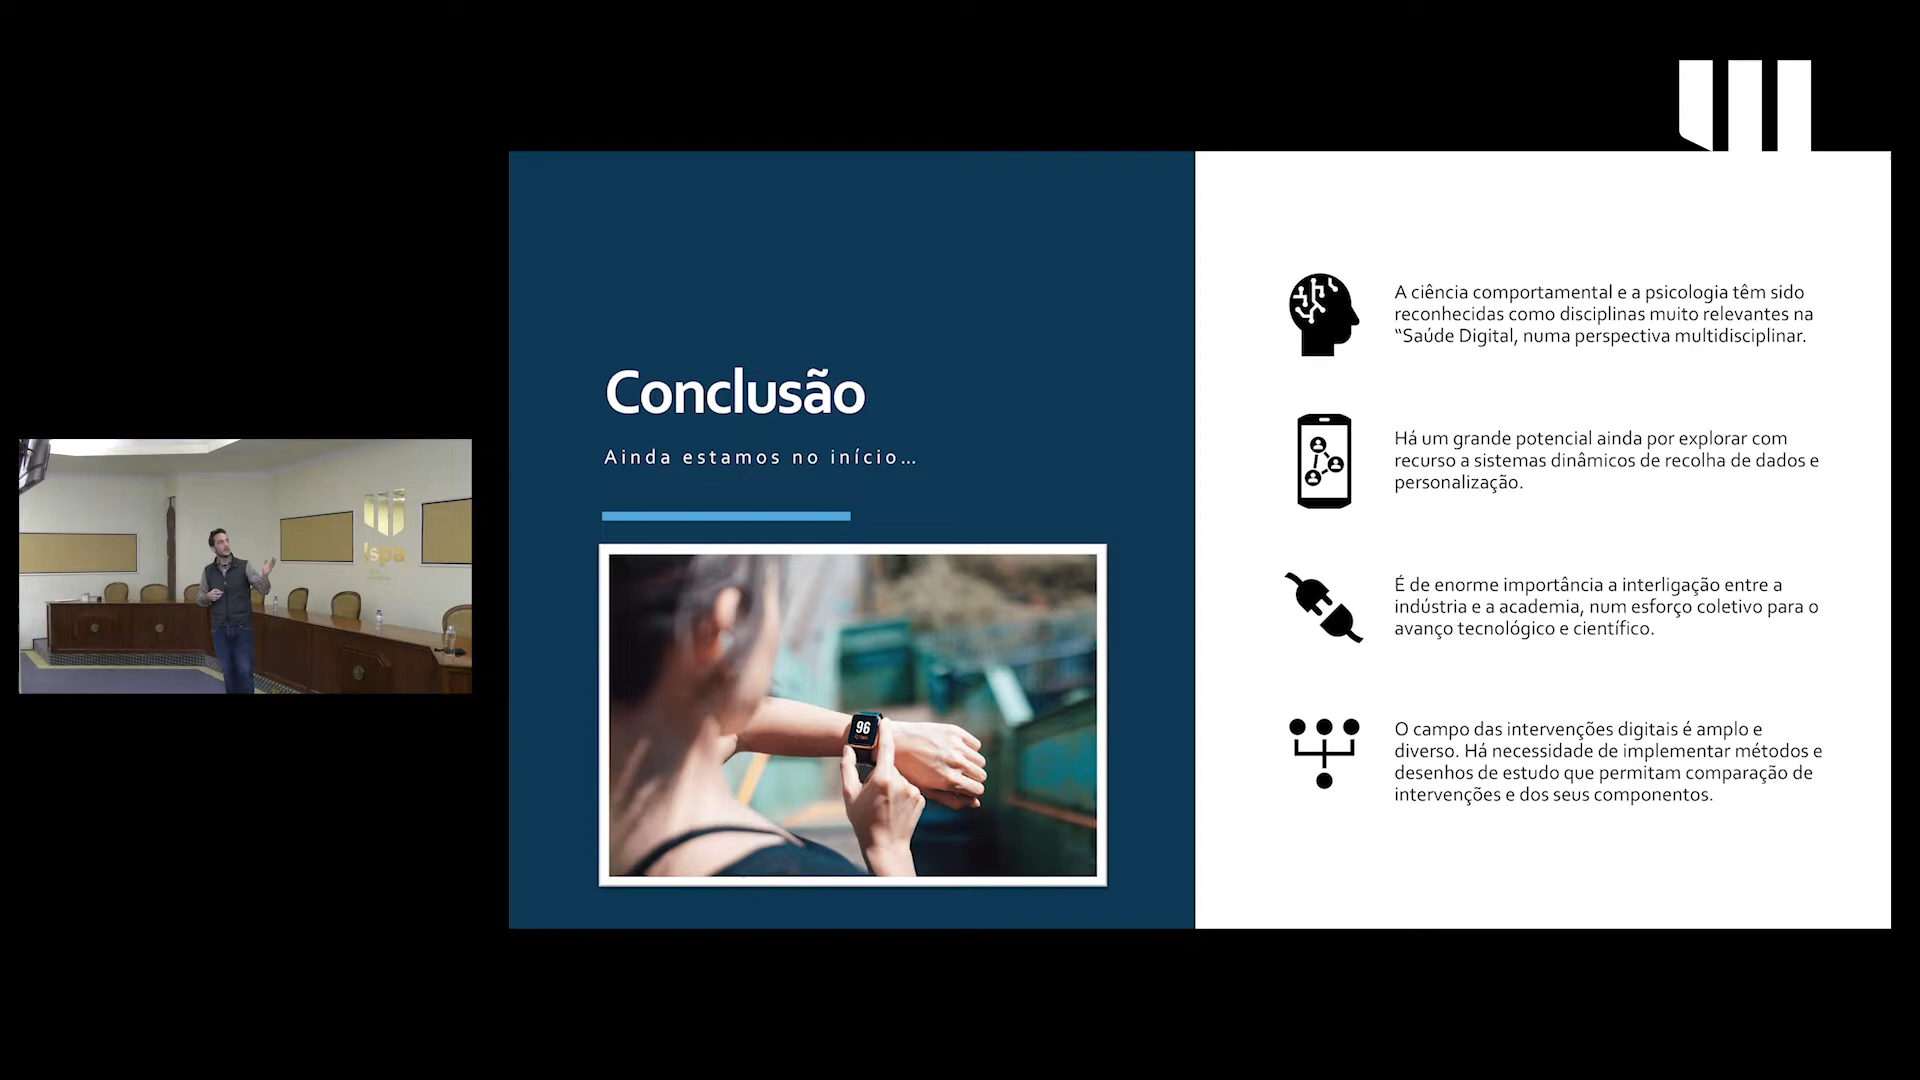 Conclusão
Ainda estamos no início...
96
A ciência comportamental e a psicologia têm sido
reconhecidas como disciplinas muito relevantes na
“Saúde Digital, numa perspectiva multidisciplinar.
Há um grande potencial ainda por explorar com
recurso a sistemas dinâmicos de recolha de dados e
personalização.
É de enorme importância a interligação entre a
indústria e a academia, num esforço coletivo para o
avanço tecnológico e científico.
O campo das intervenções digitais é amplo e
diverso. Há necessidade de implementar métodos e
desenhos de estudo que permitam comparação de
intervenções e dos seus componentes.